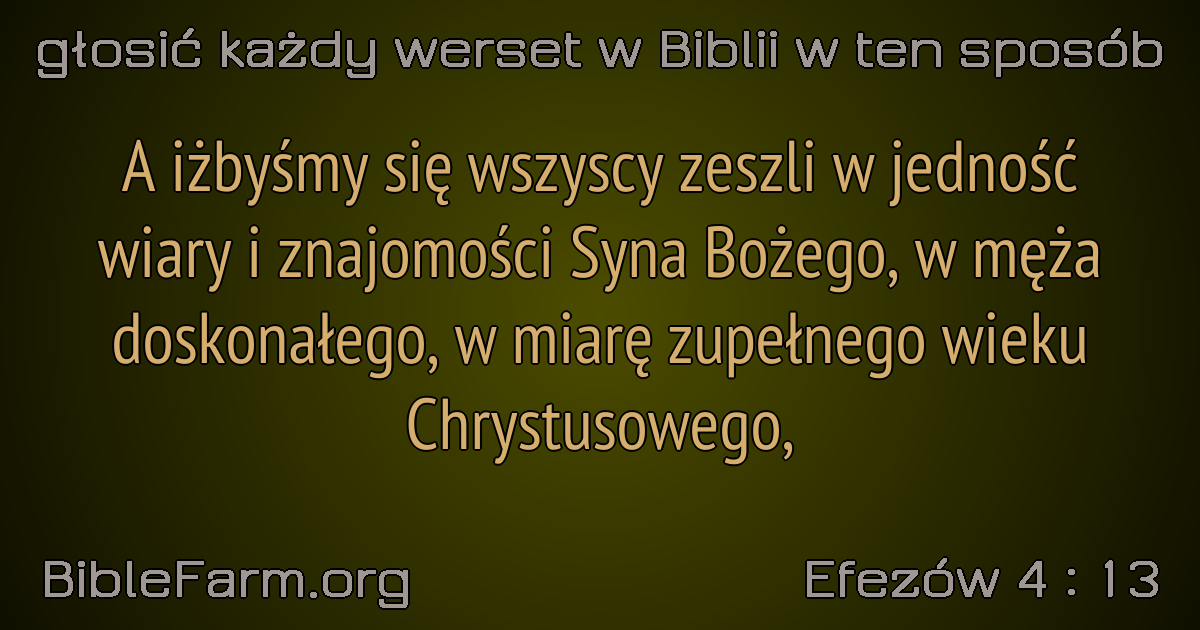 głosić każdy werset w Biblii w ten sposób
A iżbyśmy się wszyscy zeszli w jedność
wiary i znajomości Syna Bożego, w męża
doskonałego, w miarę zupełnego wieku
Chrystusowego,
BibleFarm.org
Efezów 4 : 13